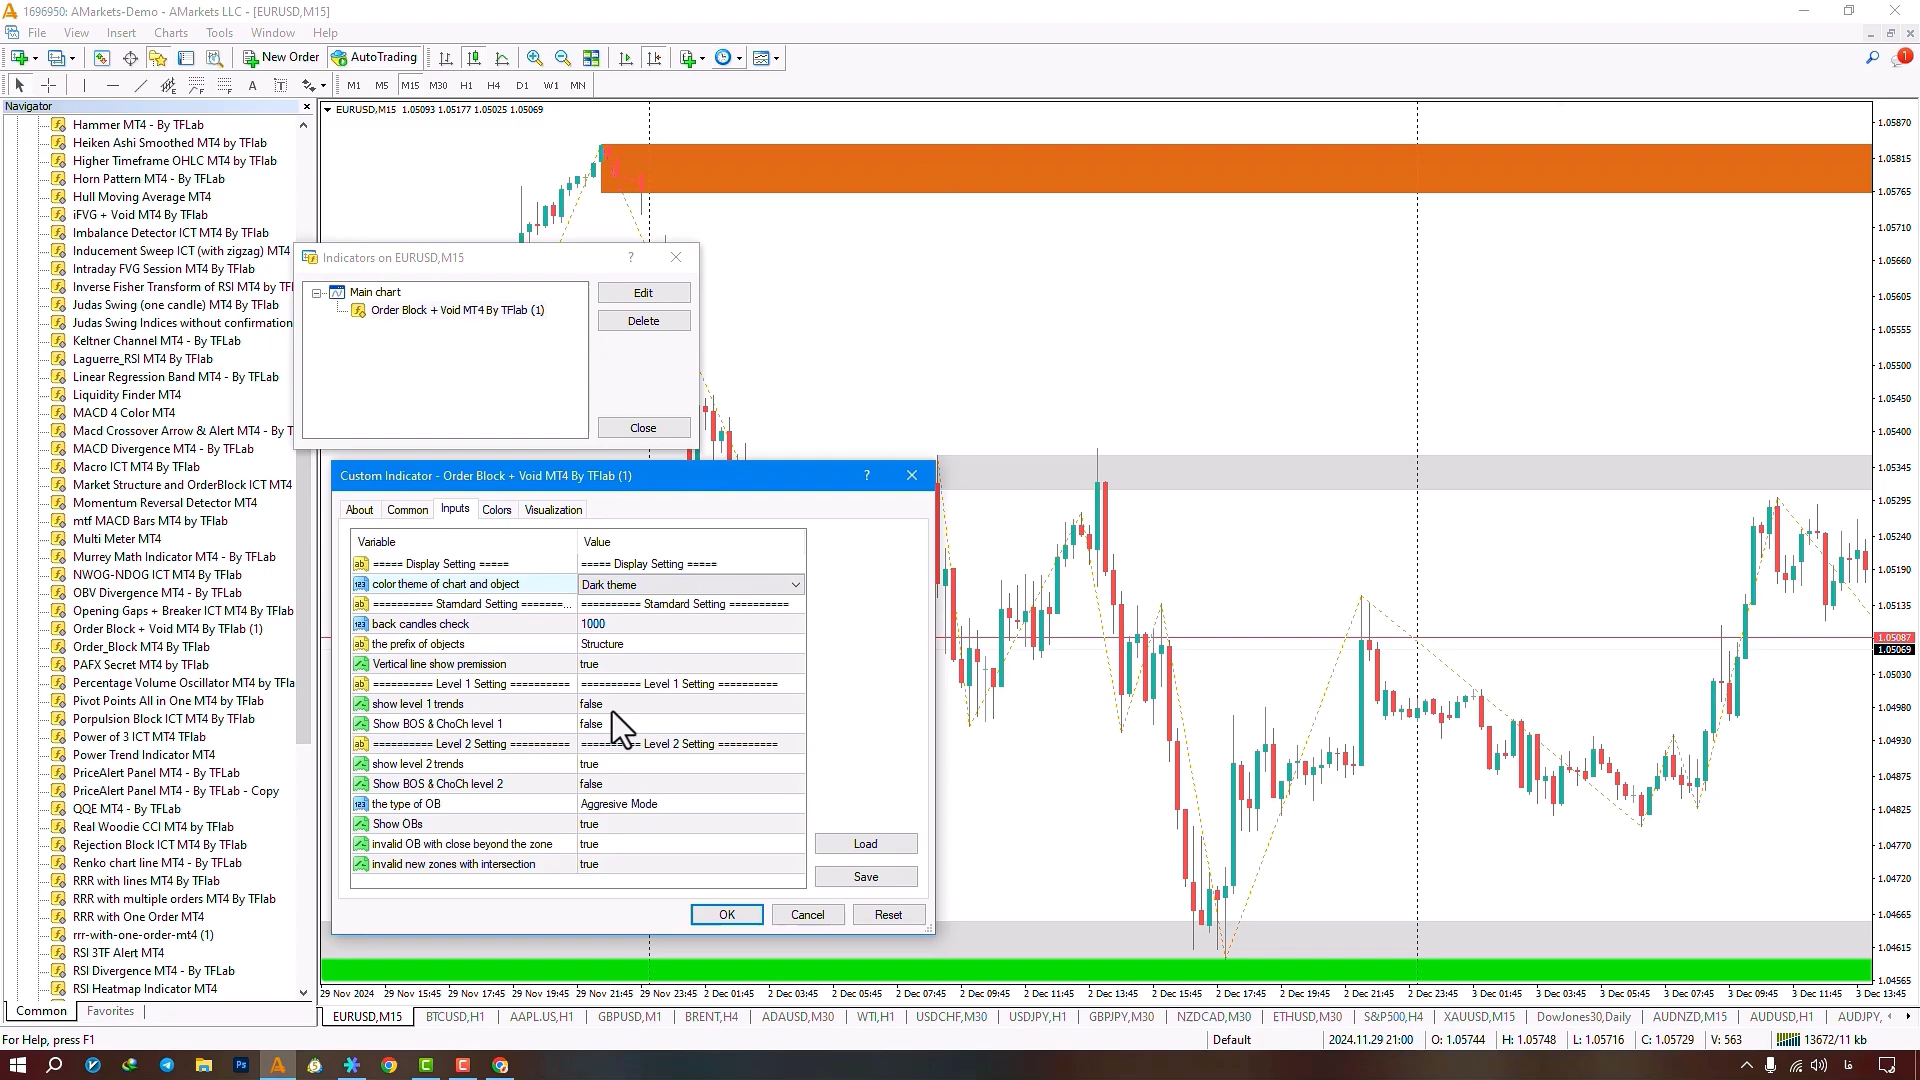 1696950: AMarkets-Demo - AMarkets LLC - [EURUSD,M15]
File View Insert Charts Tools Window Help
New Order AutoTrading 1
A T M1 M5 M15 M30 H1 H4 D1 W1 MN
Navigator
Hammer MT4 - By TFLab
Heiken Ashi Smoothed MT4 by TFlab
Higher Timeframe OHLC MT4 by TFlab
Horn Pattern MT4 - By TFLab
Hull Moving Average MT4
iFVG + Void MT4 By TFlab
Imbalance Detector ICT MT4 By TFlab
Inducement Sweep ICT (with zigzag) MT4
Intraday FVG Session MT4 By TFlab
Inverse Fisher Transform of RSI MT4 by TFl
Judas Swing (one candle) MT4 By TFlab
Judas Swing Indices without confirmation
Keltner Channel MT4 - By TFLab
Laguerre_RSI MT4 By TFlab
Linear Regression Band MT4 - By TFLab
Liquidity Finder MT4
MACD 4 Color MT4
Macd Crossover Arrow & Alert MT4 - By T
MACD Divergence MT4 - By TFLab
Macro ICT MT4 By TFlab
Market Structure and OrderBlock ICT MT4
Momentum Reversal Detector MT4
mtf MACD Bars MT4 by TFlab
Multi Meter MT4
Murrey Math Indicator MT4 - By TFLab
NWOG-NDOG ICT MT4 By TFlab
OBV Divergence MT4 - By TFLab
Opening Gaps + Breaker ICT MT4 By TFlab
Order Block + Void MT4 By TFlab (1)
Order_Block MT4 By TFlab
PAFX Secret MT4 by TFlab
Percentage Volume Oscillator MT4 by TFla
Pivot Points All in One MT4 By TFlab
Porpulsion Block ICT MT4 By TFlab
Power of 3 ICT MT4 TFlab
Power Trend Indicator MT4
PriceAlert Panel MT4 - By TFLab
PriceAlert Panel MT4 - By TFLab - Copy
QQE MT4 - By TFLab
Real Woodie CCI MT4 By TFlab
Rejection Block ICT MT4 By TFlab
Renko chart line MT4 - By TFLab
RRR with lines MT4 By TFlab
RRR with multiple orders MT4 By TFlab
RRR with One Order MT4
rrr-with-one-order-mt4 (1)
RSI 3TF Alert MT4
RSI Divergence MT4 - By TFLab
RSI Heatmap Indicator MT4
Common Favorites
EURUSD,M15 1.05093 1.05177 1.05025 1.05069
Indicators on EURUSD,M15 ?
Main chart
Order Block + Void MT4 By TFlab (1)
Edit
Delete
Close
Custom Indicator - Order Block + Void MT4 By TFlab (1) ?
About Common Inputs Colors Visualization
Variable Value
===== Display Setting ===== ===== Display Setting =====
color theme of chart and object Dark theme
========== Starndard Setting =======... ========== Starndard Setting ==========
back candles check 1000
the prefix of objects Structure
Vertical line show premission true
========== Level 1 Setting ========== ========== Level 1 Setting ==========
show level 1 trends false
Show BOS & ChoCh level 1 false
========== Level 2 Setting ========== Level 2 Setting ==========
show level 2 trends true
Show BOS & ChoCh level 2 false
the type of OB Aggresive Mode
Show OBs true
invalid OB with close beyond the zone true
invalid new zones with intersection true
Load
Save
OK Cancel Reset
1.05870
1.05815
1.05765
1.05710
1.05660
1.05605
1.05555
1.05500
1.05450
1.05400
1.05345
1.05295
1.05240
1.05190
1.05135
1.05087
1.05069
1.05030
1.04980
1.04930
1.04875
1.04825
1.04770
1.04720
1.04665
1.04615
1.04565
29 Nov 2024 29 Nov 15:45 29 Nov 17:45 29 Nov 19:45 29 Nov 21:45 29 Nov 23:45 2 Dec 01:45 2 Dec 03:45 2 Dec 05:45 2 Dec 07:45 2 Dec 09:45 2 Dec 11:45 2 Dec 13:45 2 Dec 15:45 2 Dec 17:45 2 Dec 19:45 2 Dec 21:45 2 Dec 23:45 3 Dec 01:45 3 Dec 03:45 3 Dec 05:45 3 Dec 07:45 3 Dec 09:45 3 Dec 11:45 3 Dec 13:45
EURUSD,M15 BTCUSD,H1 AAPL.US,H1 GBPUSD,M1 BRENT,H4 ADAUSD,M30 WTI,H1 USDCHF,M30 USDJPY,H1 GBPJPY,M30 NZDCAD,M30 ETHUSD,M30 S&P500,H4 XAUUSD,M15 DowJones30,Daily AUDNZD,M15 AUDUSD,H1 AUDJPY,
For Help, press F1 Default 2024.11.29 21:00 O: 1.05744 H: 1.05748 L: 1.05716 C: 1.05729 V: 563 13672/11 kb
Ps فا